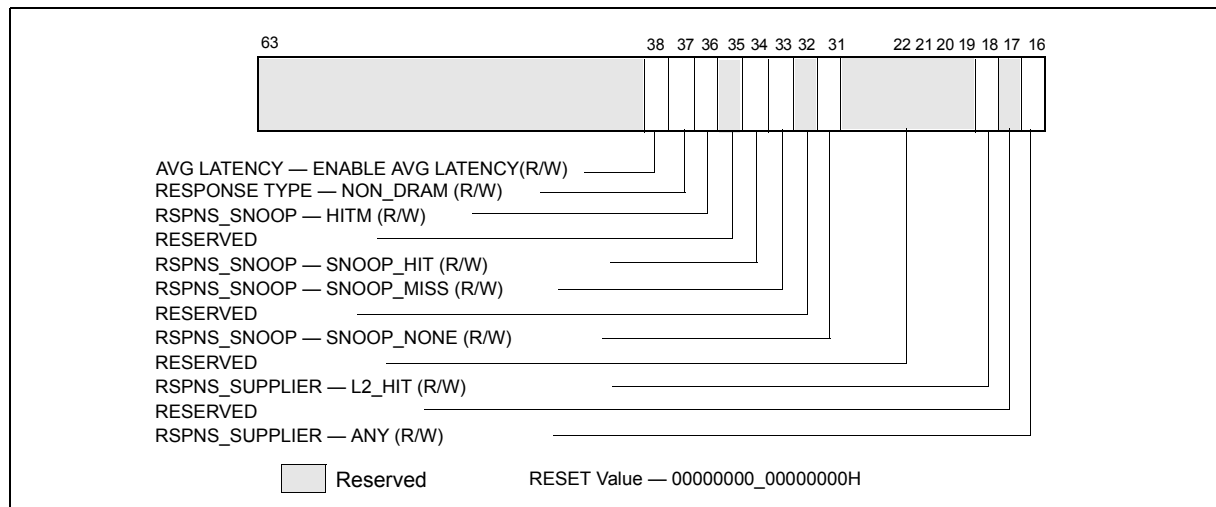 63 38 37 36 35 34 33 32 31 22 21 20 19 18 17 16
AVG LATENCY — ENABLE AVG LATENCY(R/W)
RESPONSE TYPE — NON_DRAM (R/W)
RSPNS_SNOOP — HITM (R/W)
RESERVED
RSPNS_SNOOP — SNOOP_HIT (R/W)
RSPNS_SNOOP — SNOOP_MISS (R/W)
RESERVED
RSPNS_SNOOP — SNOOP_NONE (R/W)
RESERVED
RSPNS_SUPPLIER — L2_HIT (R/W)
RESERVED
RSPNS_SUPPLIER — ANY (R/W)
Reserved RESET Value — 00000000_00000000H